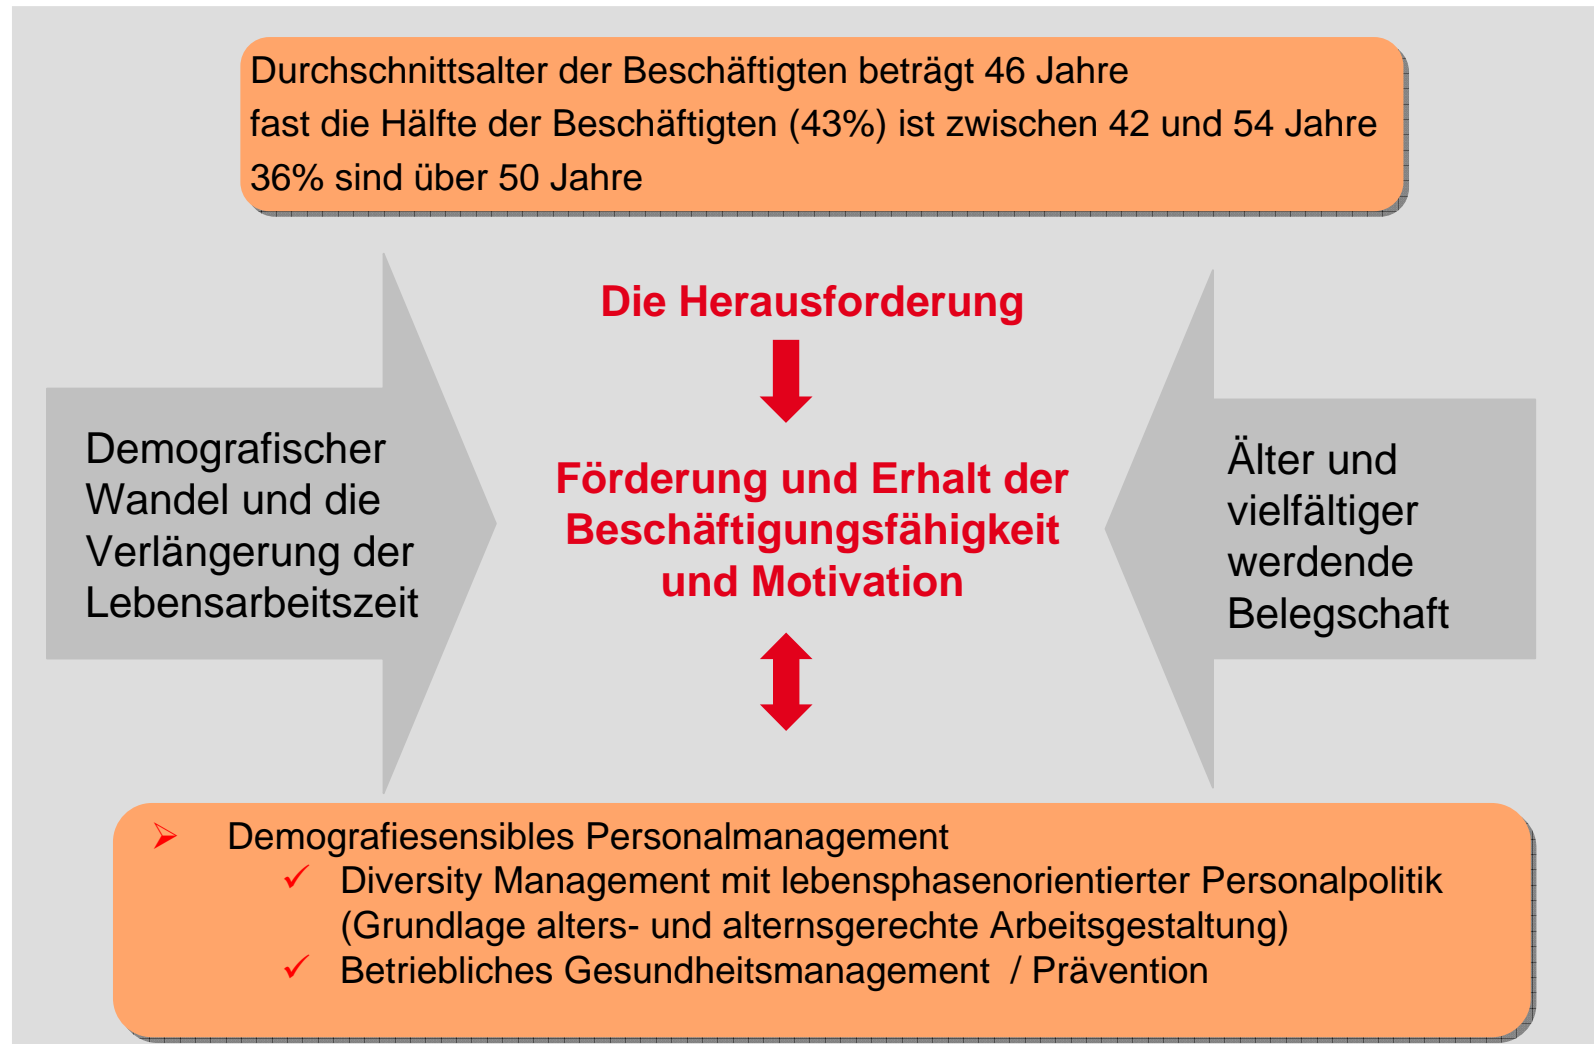 Durchschnittsalter der Beschäftigten beträgt 46 Jahre
fast die Hälfte der Beschäftigten (43%) ist zwischen 42 und 54 Jahre
36% sind über 50 Jahre
Die Herausforderung
Demografischer
Wandel und die
Verlängerung der
Lebensarbeitszeit
Förderung und Erhalt der
Beschäftigungsfähigkeit
und Motivation
Älter und
vielfältiger
werdende
Belegschaft
Demografiesensibles Personalmanagement
Diversity Management mit lebensphasenorientierter Personalpolitik
(Grundlage alters- und alternsgerechte Arbeitsgestaltung)
Betriebliches Gesundheitsmanagement / Prävention